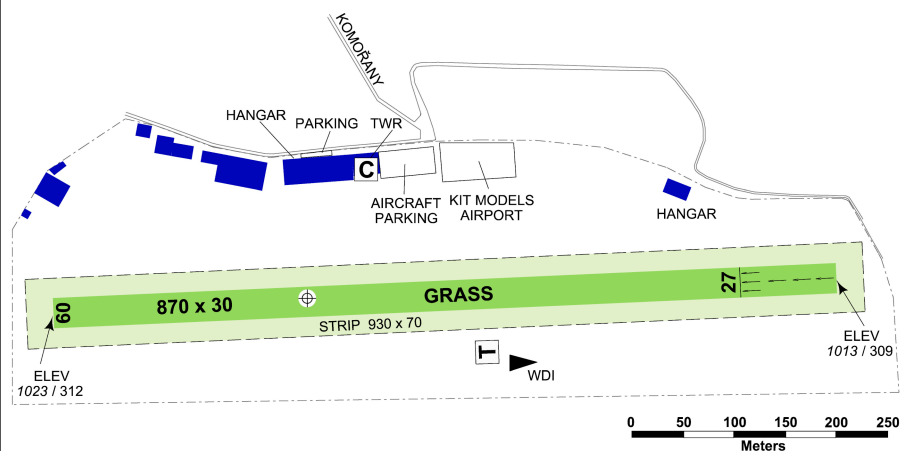 KOMOŘANY
HANGAR
PARKING
TWR
C
AIRCRAFT
PARKING
KIT MODELS
AIRPORT
HANGAR
09
870 x 30
GRASS
27
STRIP 930 x 70
ELEV
1023 / 312
T
WDI
ELEV
1013 / 309
0 50 100 150 200 250
Meters